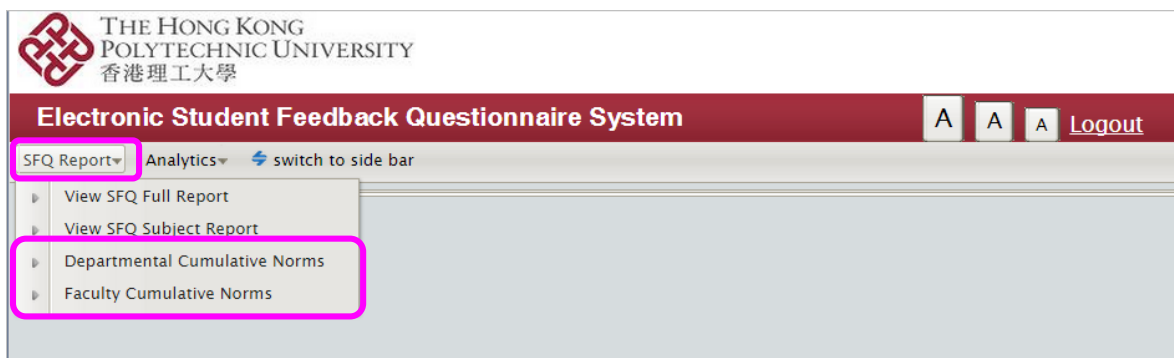 THE HONG KONG
POLYTECHNIC UNIVERSITY
香港理工大學
Electronic Student Feedback Questionnaire System
A A A Logout
SFQ Report Analytics switch to side bar
View SFQ Full Report
View SFQ Subject Report
Departmental Cumulative Norms
Faculty Cumulative Norms